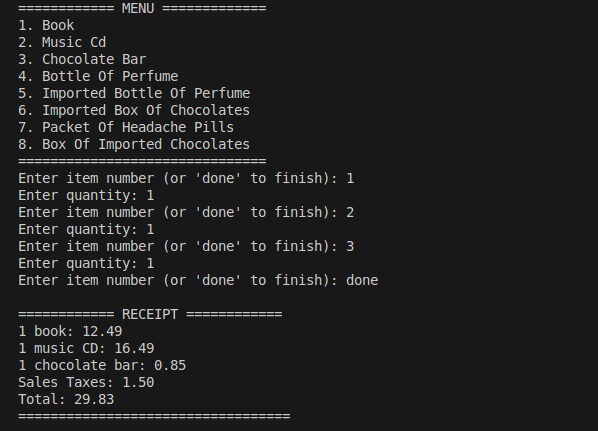 ============ MENU =============
1. Book
2. Music Cd
3. Chocolate Bar
4. Bottle Of Perfume
5. Imported Bottle Of Perfume
6. Imported Box Of Chocolates
7. Packet Of Headache Pills
8. Box Of Imported Chocolates
===============================
Enter item number (or 'done' to finish): 1
Enter quantity: 1
Enter item number (or 'done' to finish): 2
Enter quantity: 1
Enter item number (or 'done' to finish): 3
Enter quantity: 1
Enter item number (or 'done' to finish): done
============ RECEIPT ============
1 book: 12.49
1 music CD: 16.49
1 chocolate bar: 0.85
Sales Taxes: 1.50
Total: 29.83
==================================